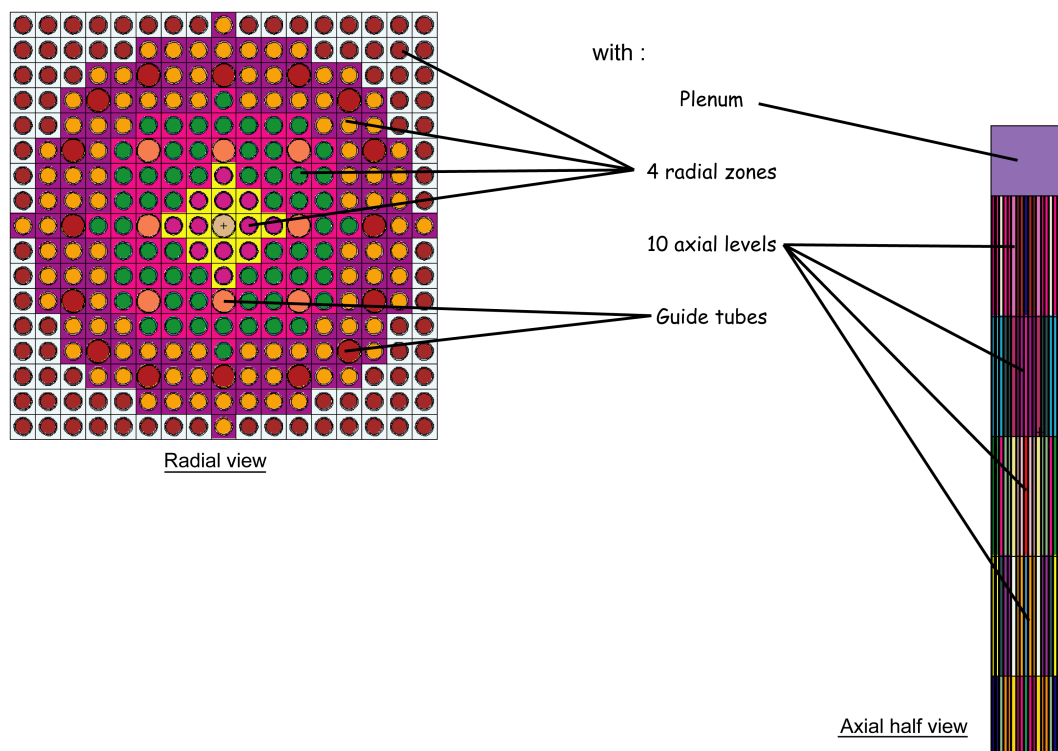 with :
Plenum
4 radial zones
10 axial levels
Guide tubes
Radial view
Axial half view